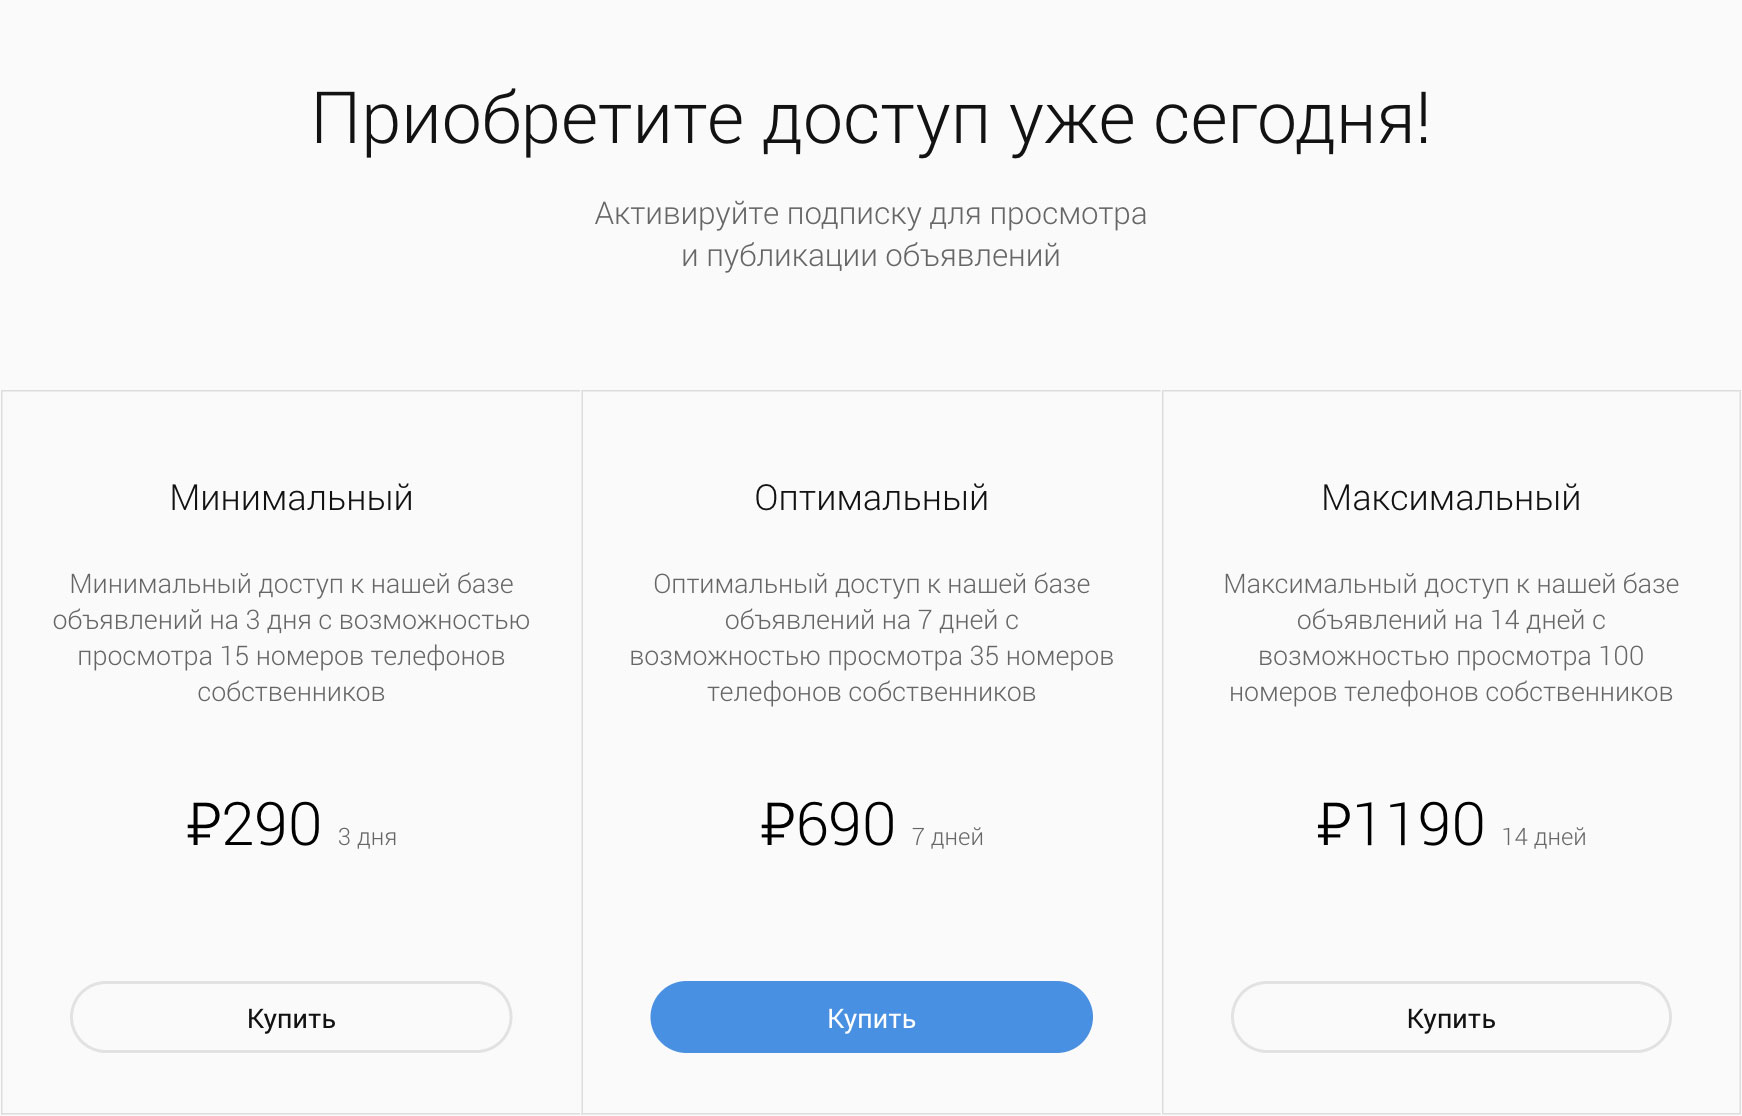 Приобретите доступ уже сегодня!
Активируйте подписку для просмотра
и публикации объявлений
Минимальный
Минимальный доступ к нашей базе
объявлений на 3 дня с возможностью
просмотра 15 номеров телефонов
собственников
₽290 3 дня
Купить
Оптимальный
Оптимальный доступ к нашей базе
объявлений на 7 дней с
возможностью просмотра 35 номеров
телефонов собственников
₽690 7 дней
Купить
Максимальный
Максимальный доступ к нашей базе
объявлений на 14 дней с
возможностью просмотра 100
номеров телефонов собственников
₽1190 14 дней
Купить